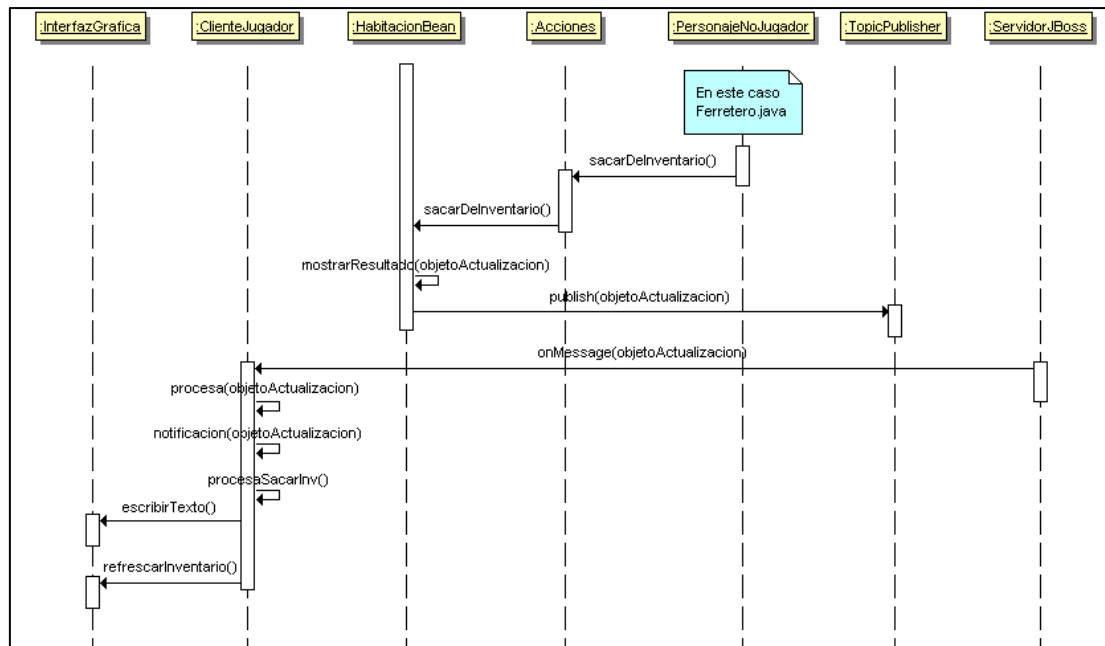 :InterfazGrafica
:ClienteJugador
:HabitacionBean
:Acciones
:PersonajeNoJugador
:TopicPublisher
:ServidorJBoss
En este caso
Ferretero.java
sacarDeInventario()
sacarDeInventario()
mostrarResultado(objetoActualizacion)
publish(objetoActualizacion)
onMessage(objetoActualizacion)
procesa(objetoActualizacion)
notificacion(objetoActualizacion)
procesaSacarInv()
escribirTexto()
refrescarInventario()